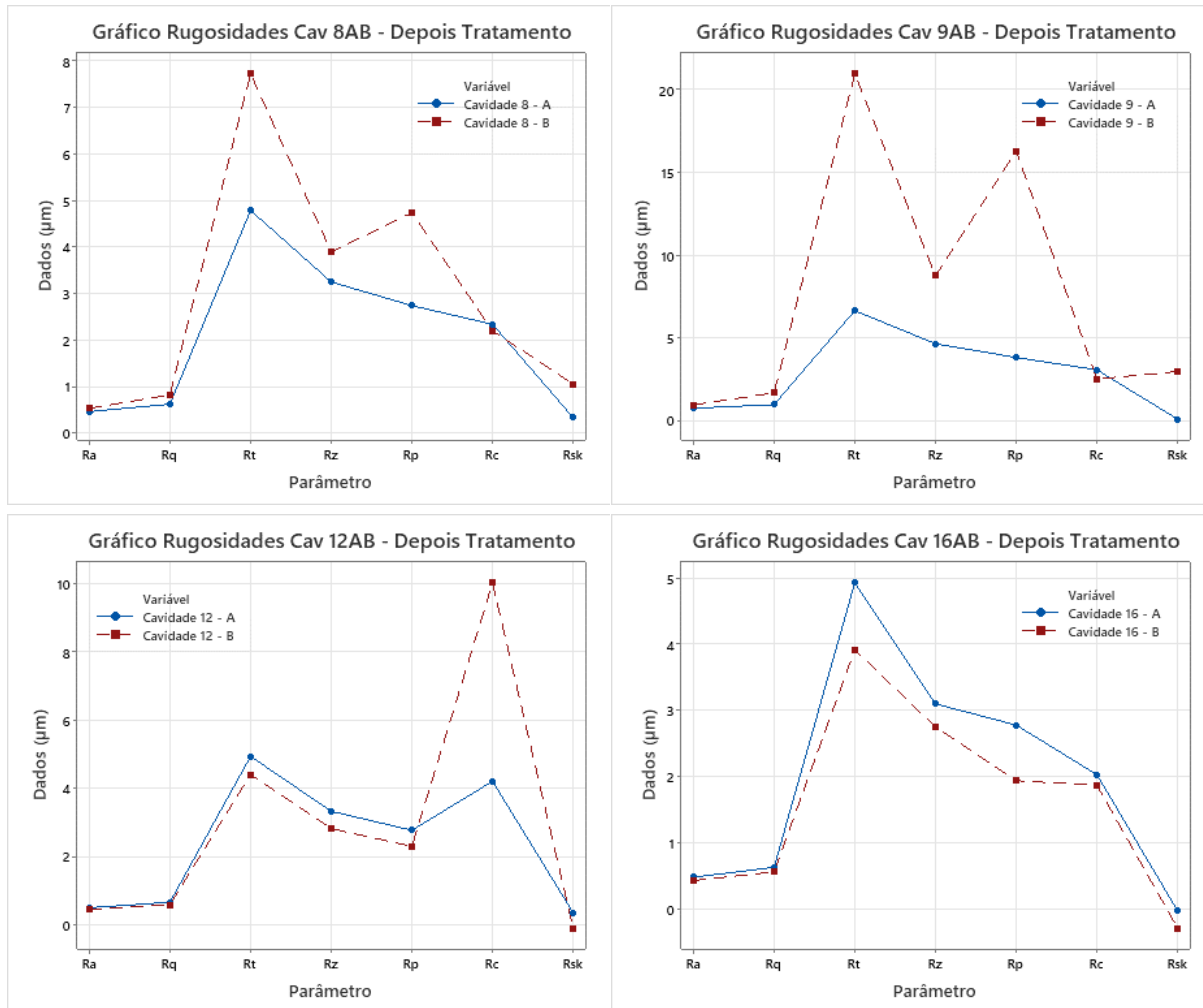 Gráfico Rugosidades Cav 8AB - Depois Tratamento
8
7
6
5
4
3
2
1
0
Dados (µm)
Variável
Cavidade 8 - A
Cavidade 8 - B
Ra Rq Rt Rz Rp Rc Rsk
Parâmetro
Gráfico Rugosidades Cav 9AB - Depois Tratamento
20
15
10
5
0
Dados (µm)
Variável
Cavidade 9 - A
Cavidade 9 - B
Ra Rq Rt Rz Rp Rc Rsk
Parâmetro
Gráfico Rugosidades Cav 12AB - Depois Tratamento
10
8
6
4
2
0
Dados (µm)
Variável
Cavidade 12 - A
Cavidade 12 - B
Ra Rq Rt Rz Rp Rc Rsk
Parâmetro
Gráfico Rugosidades Cav 16AB - Depois Tratamento
5
4
3
2
1
0
Dados (µm)
Variável
Cavidade 16 - A
Cavidade 16 - B
Ra Rq Rt Rz Rp Rc Rsk
Parâmetro